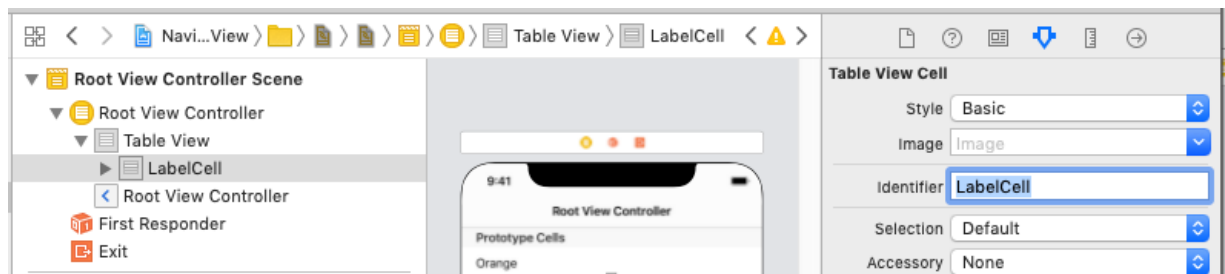 Navi...View Table View LabelCell
Root View Controller Scene
Root View Controller
Table View
LabelCell
Root View Controller
First Responder
Exit
9:41
Root View Controller
Prototype Cells
Orange
Table View Cell
Style Basic
Image Image
Identifier LabelCell
Selection Default
Accessory None